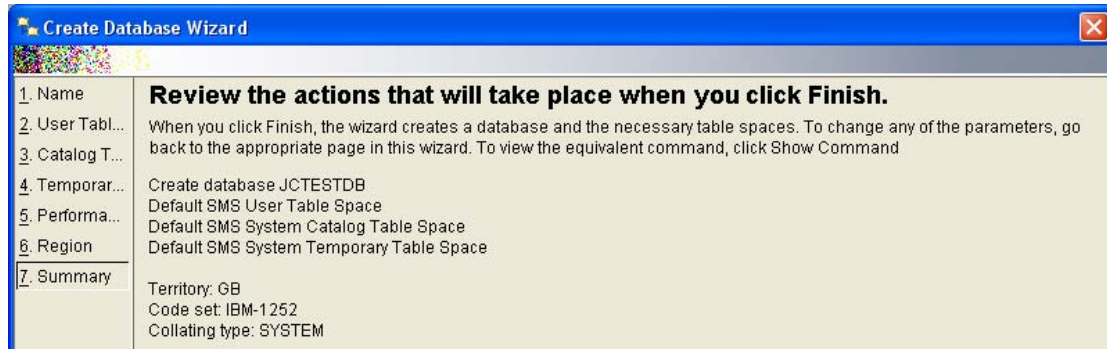 Create Database Wizard
1. Name
2. User Tabl...
3. Catalog T...
4. Temporar...
5. Performa...
6. Region
7. Summary
Review the actions that will take place when you click Finish.
When you click Finish, the wizard creates a database and the necessary table spaces. To change any of the parameters, go
back to the appropriate page in this wizard. To view the equivalent command, click Show Command
Create database JCTESTDB
Default SMS User Table Space
Default SMS System Catalog Table Space
Default SMS System Temporary Table Space
Territory: GB
Code set: IBM-1252
Collating type: SYSTEM